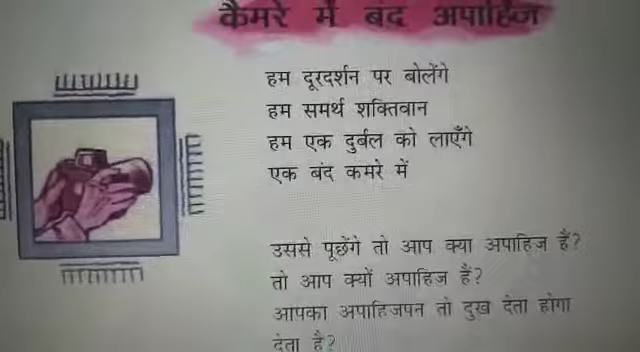 कैमरे में बंद अपाहिज
हम दूरदर्शन पर बोलेंगे
हम समर्थ शक्तिवान
हम एक दुर्बल को लाएँगे
एक बंद कमरे में
उससे पूछेंगे तो आप क्या अपाहिज हैं?
तो आप क्यों अपाहिज हैं?
आपका अपाहिजपन तो दुख देता होगा
देता है?